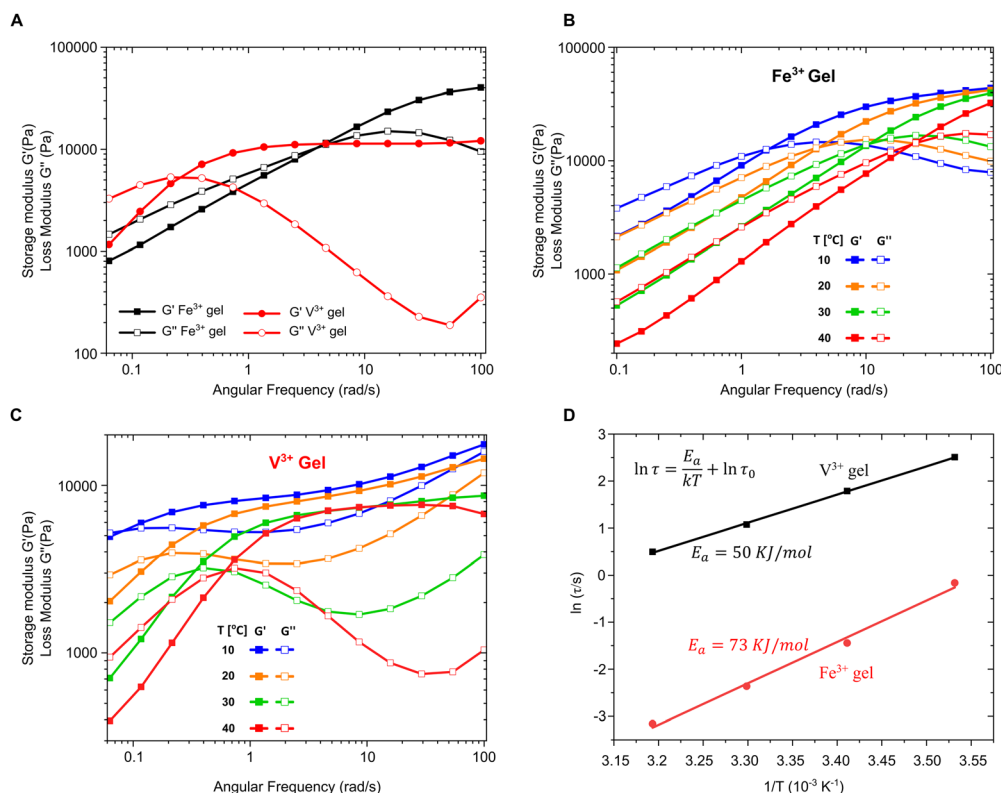 A
100000
10000
1000
100
0.1
1
10
100
Storage modulus G'(Pa)
Loss Modulus G'' (Pa)
Angular Frequency (rad/s)
G' Fe³⁺ gel
G'' Fe³⁺ gel
G' V³⁺ gel
G'' V³⁺ gel
B
Fe³⁺ Gel
100000
10000
1000
0.1
1
10
100
Storage modulus G'(Pa)
Loss Modulus G''(Pa)
Angular Frequency (rad/s)
T [°C] G' G''
10
20
30
40
C
V³⁺ Gel
10000
1000
0.1
1
10
100
Storage modulus G'(Pa)
Loss Modulus G''(Pa)
Angular Frequency (rad/s)
T [°C] G' G''
10
20
30
40
D
3
2
1
0
-1
-2
-3
ln (τ/s)
ln τ = Eₐ/kT + ln τ₀
V³⁺ gel
Eₐ = 50 KJ/mol
Eₐ = 73 KJ/mol
Fe³⁺ gel
3.15 3.2 3.25 3.30 3.35 3.40 3.45 3.50 3.55
1/T (10⁻³ K⁻¹)